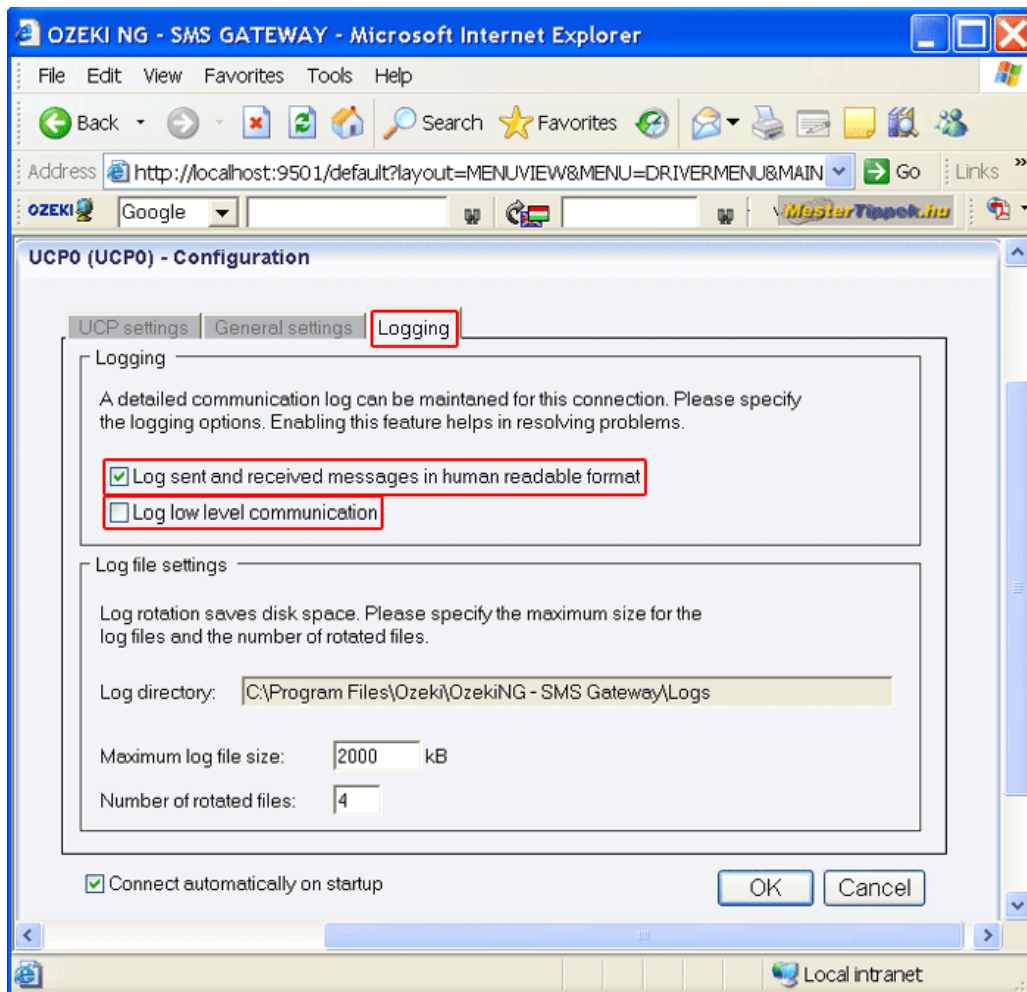 OZEKI NG - SMS GATEWAY - Microsoft Internet Explorer
File Edit View Favorites Tools Help
Back Search Favorites
Address http://localhost:9501/default?layout=MENUVIEW&MENU=DRIVERMENU&MAIN Go Links »
OZEKI Google MesterTippek.hu
UCP0 (UCP0) - Configuration
UCP settings General settings Logging
Logging
A detailed communication log can be maintaned for this connection. Please specify
the logging options. Enabling this feature helps in resolving problems.
Log sent and received messages in human readable format
Log low level communication
Log file settings
Log rotation saves disk space. Please specify the maximum size for the
log files and the number of rotated files.
Log directory: C:\Program Files\Ozeki\OzekiNG - SMS Gateway\Logs
Maximum log file size: 2000 kB
Number of rotated files: 4
Connect automatically on startup OK Cancel
Local intranet